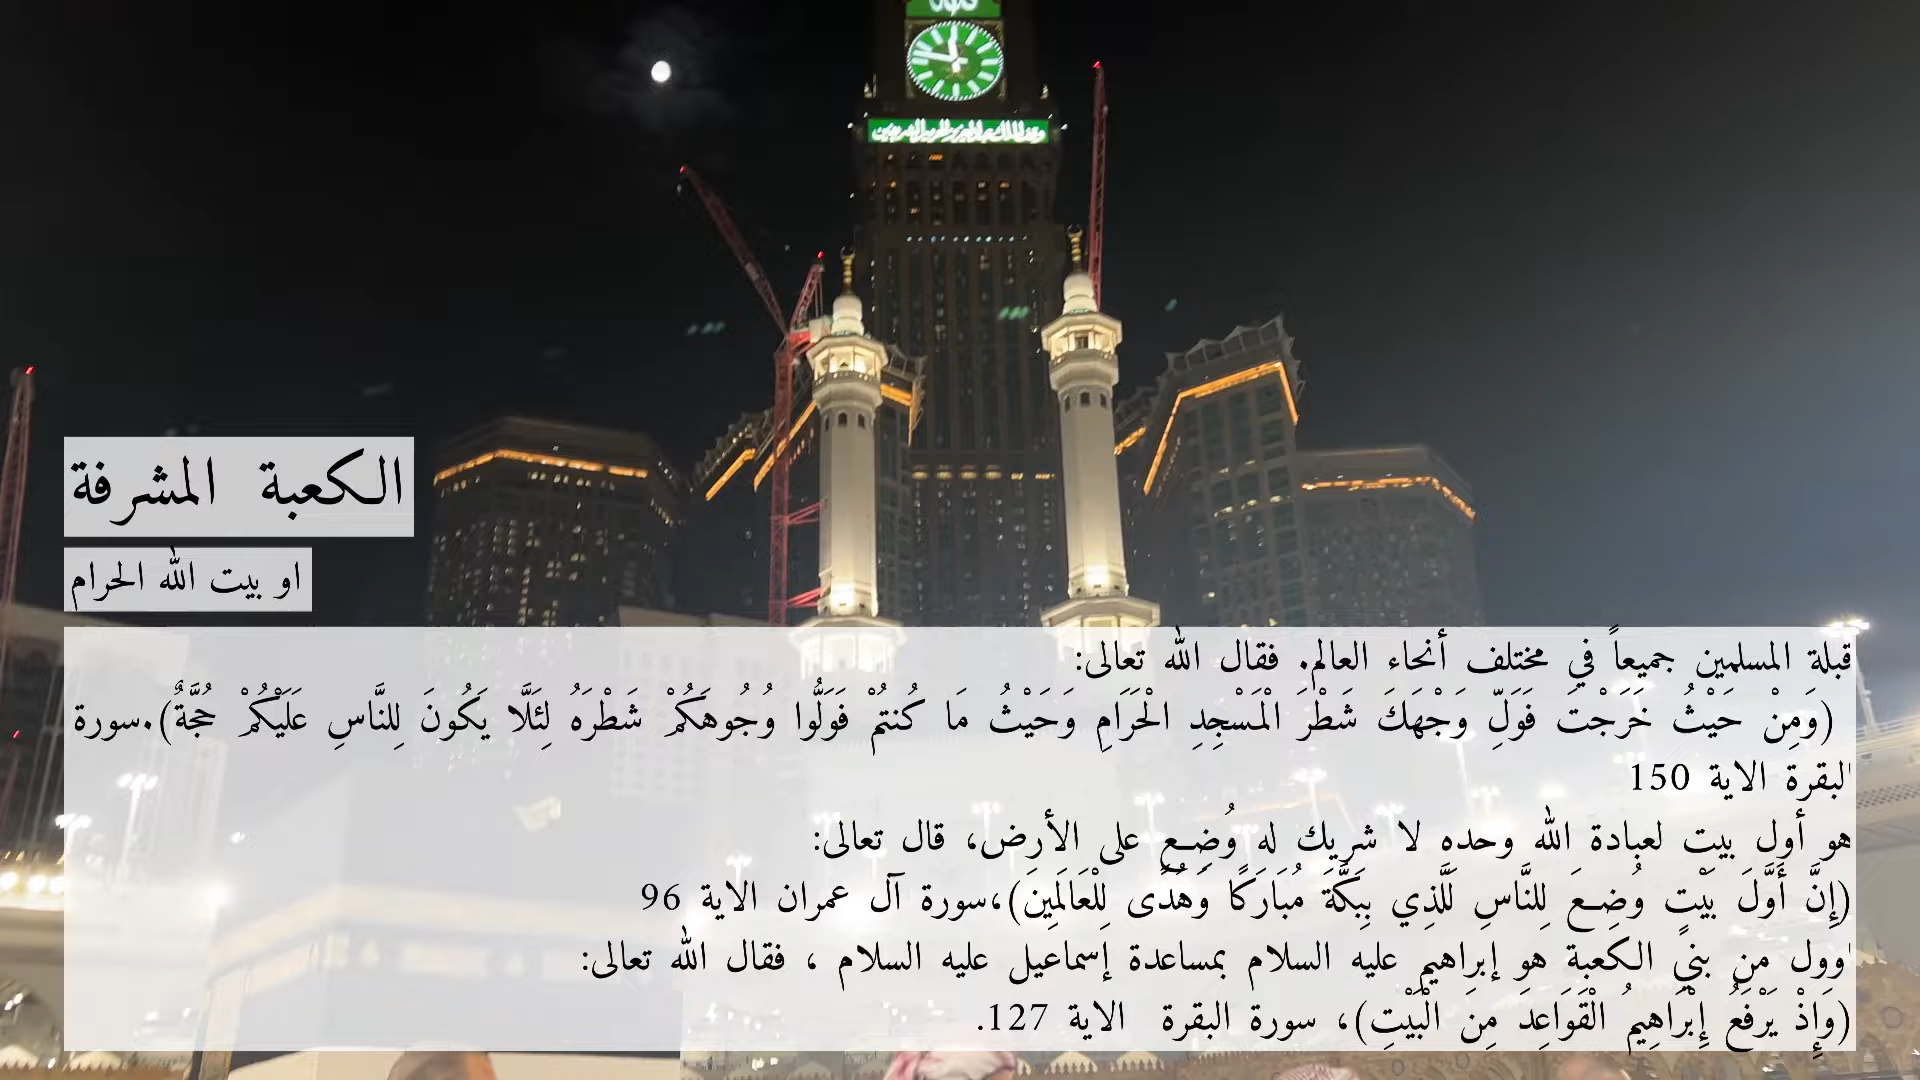 الكعبة المشرفة
او بيت الله الحرام
قبلة المسلمين جميعاً في مختلف أنحاء العالم. فقال الله تعالى:
(وَمِنْ حَيْثُ خَرَجْتَ فَوَلِّ وَجْهَكَ شَطْرَ الْمَسْجِدِ الْحَرَامِ وَحَيْثُ مَا كُنتُمْ فَوَلُّوا وُجُوهَكُمْ شَطْرَهُ لِئَلَّا يَكُونَ لِلنَّاسِ عَلَيْكُمْ حُجَّةٌ).سورة
البقرة الاية 150
هو أول بيت لعبادة الله وحده لا شريك له وُضِع على الأرض، قال تعالى:
(إِنَّ أَوَّلَ بَيْتٍ وُضِعَ لِلنَّاسِ لَلَّذِي بِبَكَّةَ مُبَارَكًا وَهُدًى لِّلْعَالَمِينَ)،سورة آل عمران الاية 96
اوول من بنىٰ الكعبة هو إبراهيم عليه السلام بمساعدة إسماعيل عليه السلام ، فقال الله تعالى:
(وَإِذْ يَرْفَعُ إِبْرَاهِيمُ الْقَوَاعِدَ مِنَ الْبَيْتِ)، سورة البقرة الاية 127.